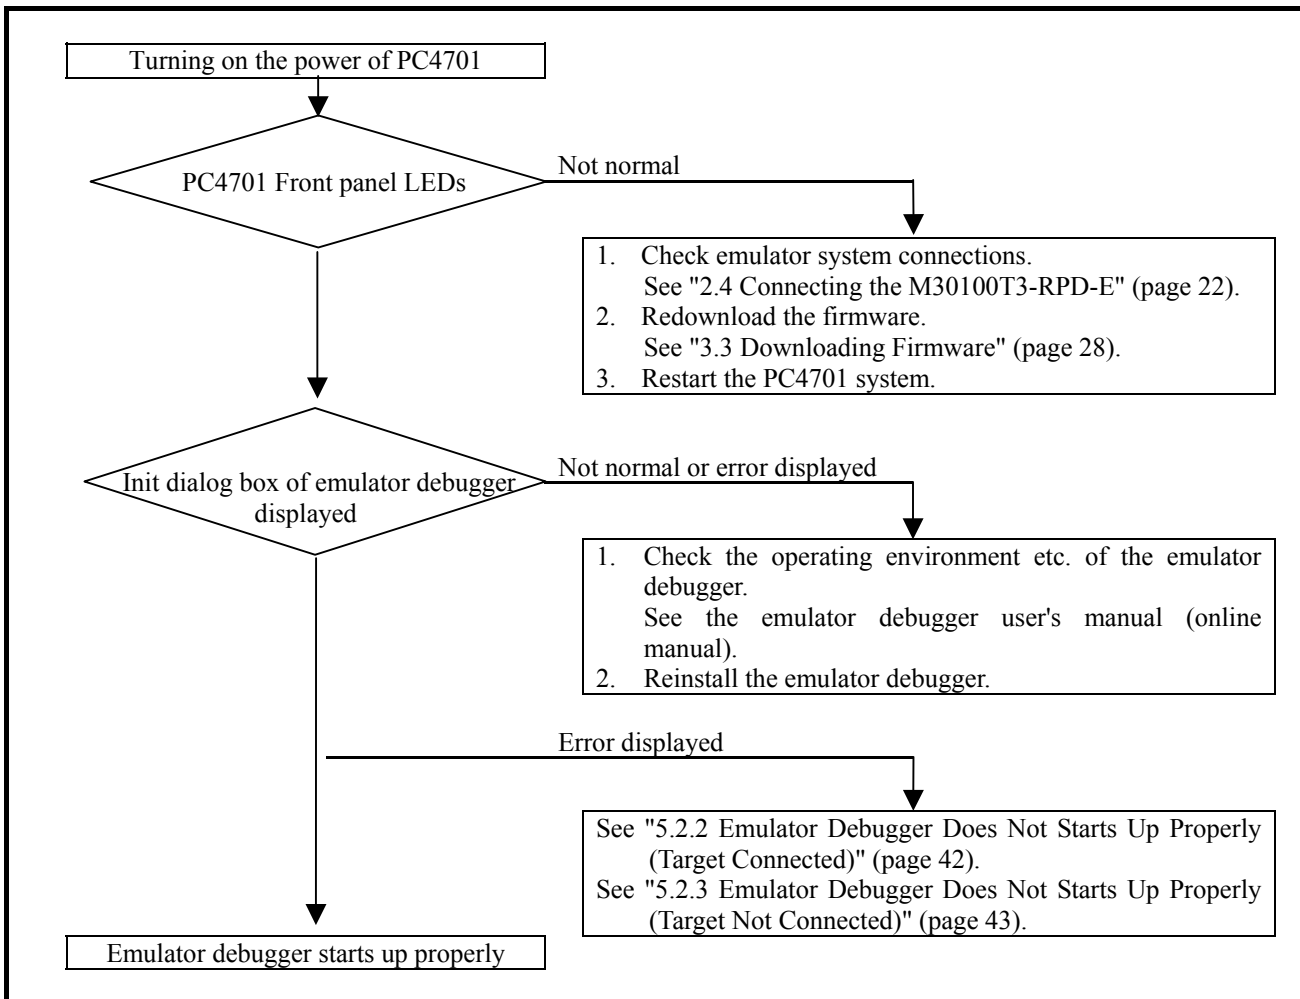 Turning on the power of PC4701
PC4701 Front panel LEDs
Not normal
1. Check emulator system connections.
See "2.4 Connecting the M30100T3-RPD-E" (page 22).
2. Redownload the firmware.
See "3.3 Downloading Firmware" (page 28).
3. Restart the PC4701 system.
Init dialog box of emulator debugger
displayed
Not normal or error displayed
1. Check the operating environment etc. of the emulator
debugger.
See the emulator debugger user's manual (online
manual).
2. Reinstall the emulator debugger.
Error displayed
See "5.2.2 Emulator Debugger Does Not Starts Up Properly
(Target Connected)" (page 42).
See "5.2.3 Emulator Debugger Does Not Starts Up Properly
(Target Not Connected)" (page 43).
Emulator debugger starts up properly